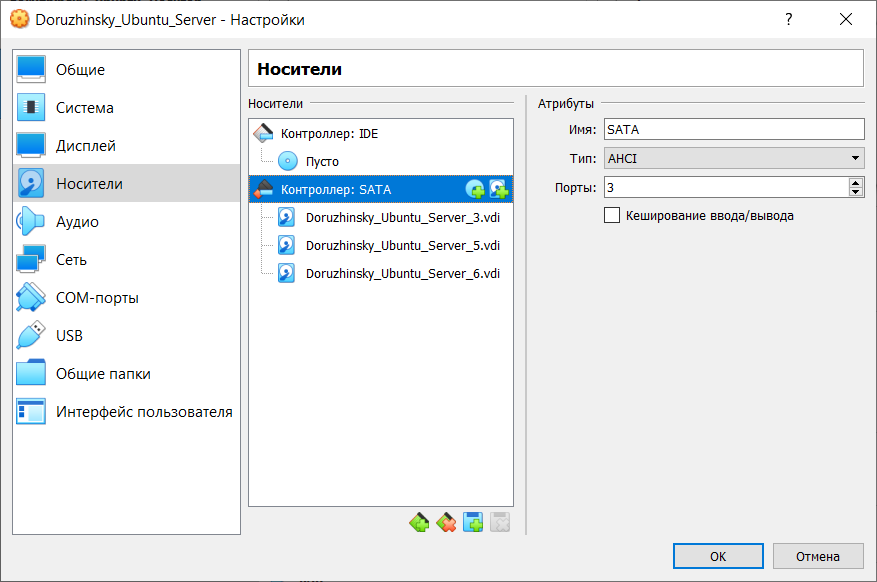 Doruzhinsky_Ubuntu_Server - Настройки
?
Общие
Система
Дисплей
Носители
Аудио
Сеть
COM-порты
USB
Общие папки
Интерфейс пользователя
Носители
Носители
Контроллер: IDE
Пусто
Контроллер: SATA
Doruzhinsky_Ubuntu_Server_3.vdi
Doruzhinsky_Ubuntu_Server_5.vdi
Doruzhinsky_Ubuntu_Server_6.vdi
Атрибуты
Имя: SATA
Тип: AHCI
Порты: 3
Кеширование ввода/вывода
OK
Отмена